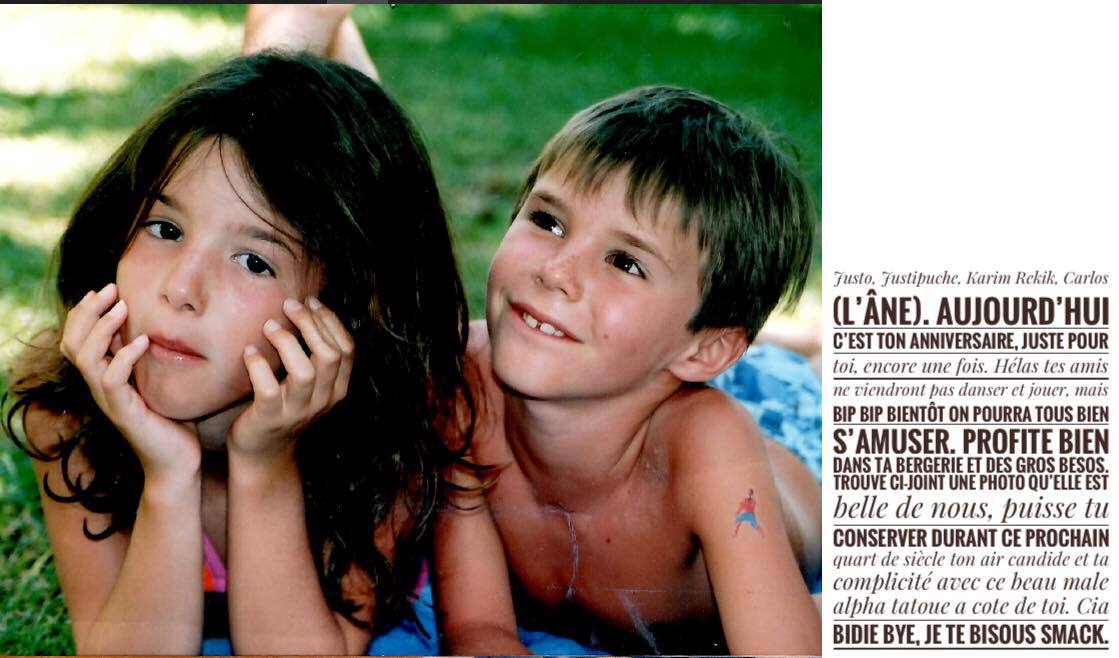 Justo, Justipuche, Karim Rekik, Carlos
(L'ÂNE). AUJOURD'HUI
C'EST TON ANNIVERSAIRE, JUSTE POUR
toi, encore une fois. Hélas tes amis
ne viendront pas danser et jouer, mais
BIP BIP BIENTÔT ON POURRA TOUS BIEN
S'AMUSER. PROFITE BIEN
DANS TA BERGERIE ET DES GROS BESOS.
TROUVE CI-JOINT UNE PHOTO QU'ELLE EST
belle de nous, puisse tu
CONSERVER DURANT CE PROCHAIN
quart de siècle ton air candide et ta
complicité avec ce beau male
alpha tatoue a cote de toi. Cia
BIDIE BYE, JE TE BISOUS SMACK.